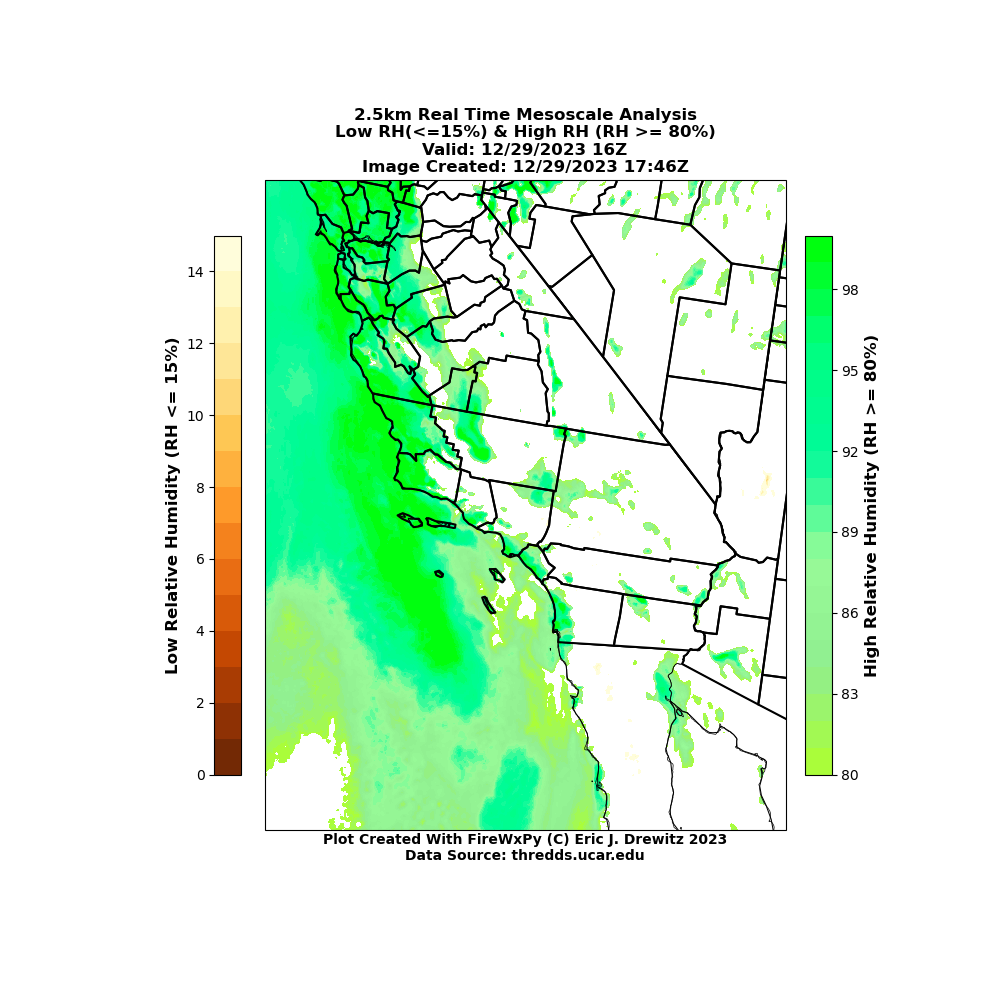 2.5km Real Time Mesoscale Analysis
Low RH(<=15%) & High RH (RH >= 80%)
Valid: 12/29/2023 16Z
Image Created: 12/29/2023 17:46Z
14
12
10
8
6
4
2
0
Low Relative Humidity (RH <= 15%)
98
95
92
89
86
83
80
High Relative Humidity (RH >= 80%)
Plot Created With FireWxPy (C) Eric J. Drewitz 2023
Data Source: thredds.ucar.edu